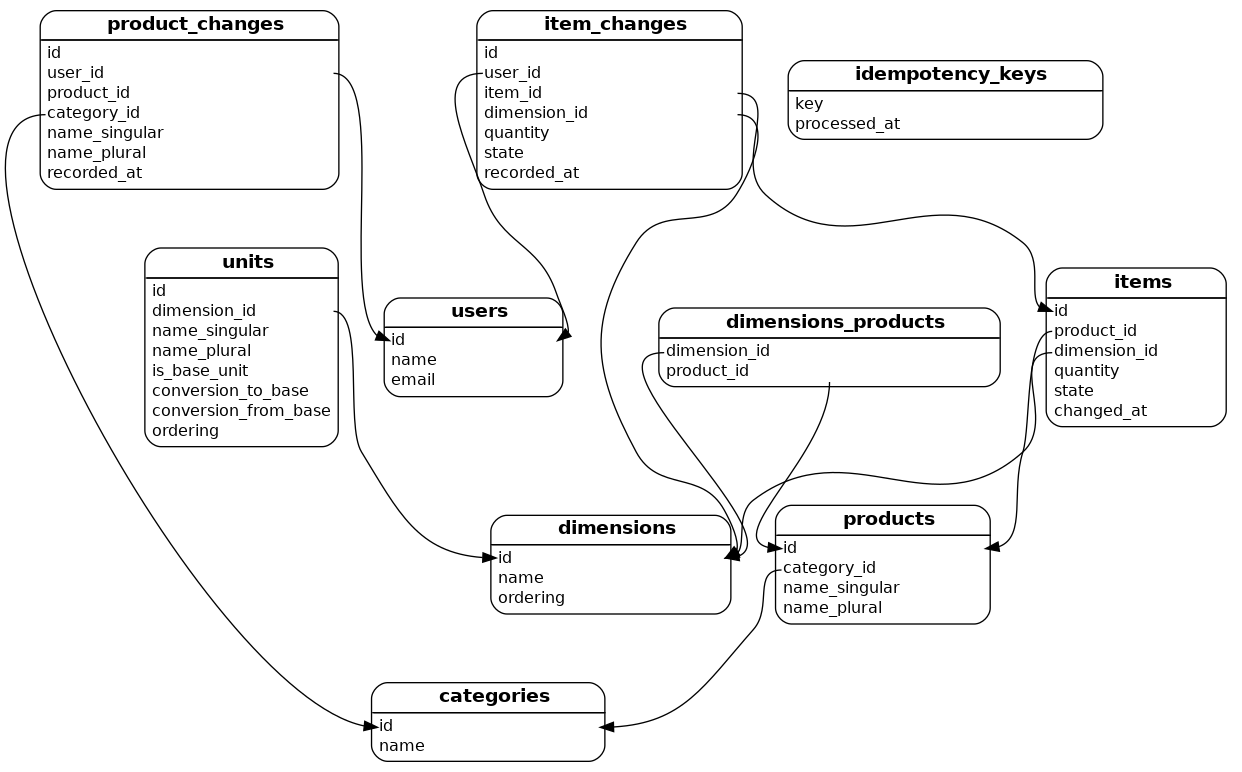 product_changes
id
user_id
product_id
category_id
name_singular
name_plural
recorded_at
item_changes
id
user_id
item_id
dimension_id
quantity
state
recorded_at
idempotency_keys
key
processed_at
units
id
dimension_id
name_singular
name_plural
is_base_unit
conversion_to_base
conversion_from_base
ordering
users
id
name
email
dimensions_products
dimension_id
product_id
items
id
product_id
dimension_id
quantity
state
changed_at
dimensions
id
name
ordering
products
id
category_id
name_singular
name_plural
categories
id
name